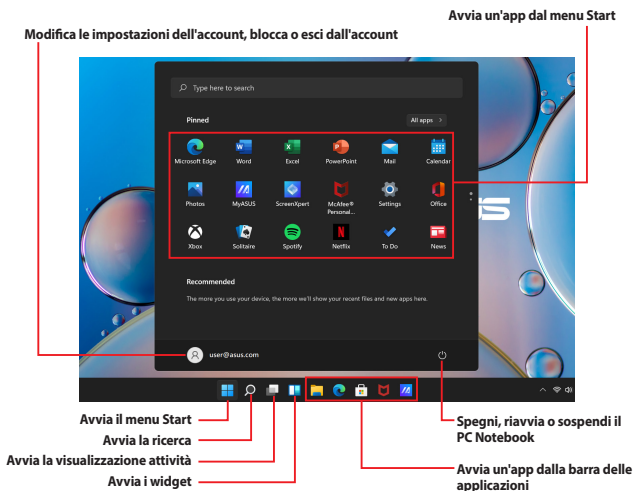 Avvia un'app dal menu Start
Modifica le impostazioni dell'account, blocca o esci dall'account
Type here to search
Pinned
All apps >
Microsoft Edge
Word
Excel
PowerPoint
Mail
Calendar
Photos
MyASUS
ScreenXpert
McAfee®
Personal...
Settings
Office
Xbox
Solitaire
Spotify
Netflix
To Do
News
Recommended
The more you use your device, the more we'll show your recent files and new apps here.
user@asus.com
Avvia il menu Start
Avvia la ricerca
Avvia la visualizzazione attività
Avvia i widget
Spegni, riavvia o sospendi il
PC Notebook
Avvia un'app dalla barra delle
applicazioni